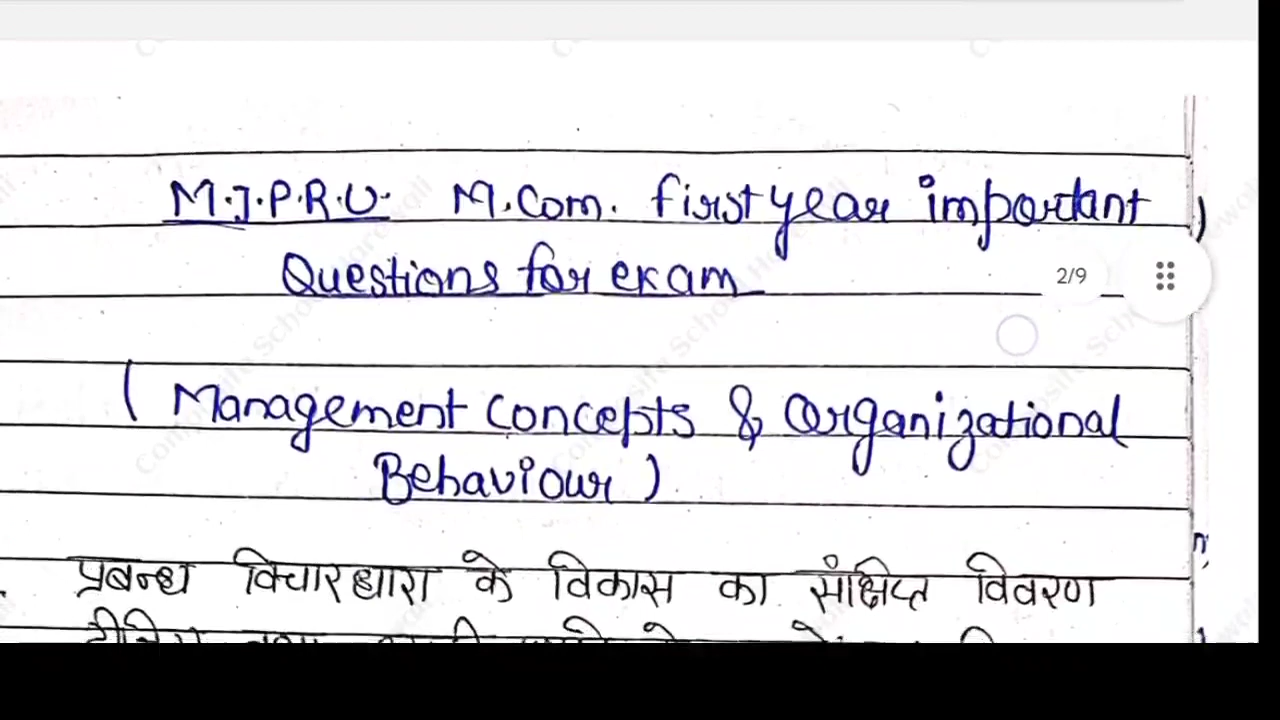 M.J.P.R.U. M.Com. first year important
Questions for exam
2/9
( Management concepts & Organizational
Behaviour )
प्रबन्ध विचारधारा के विकास का संक्षिप्त विवरण